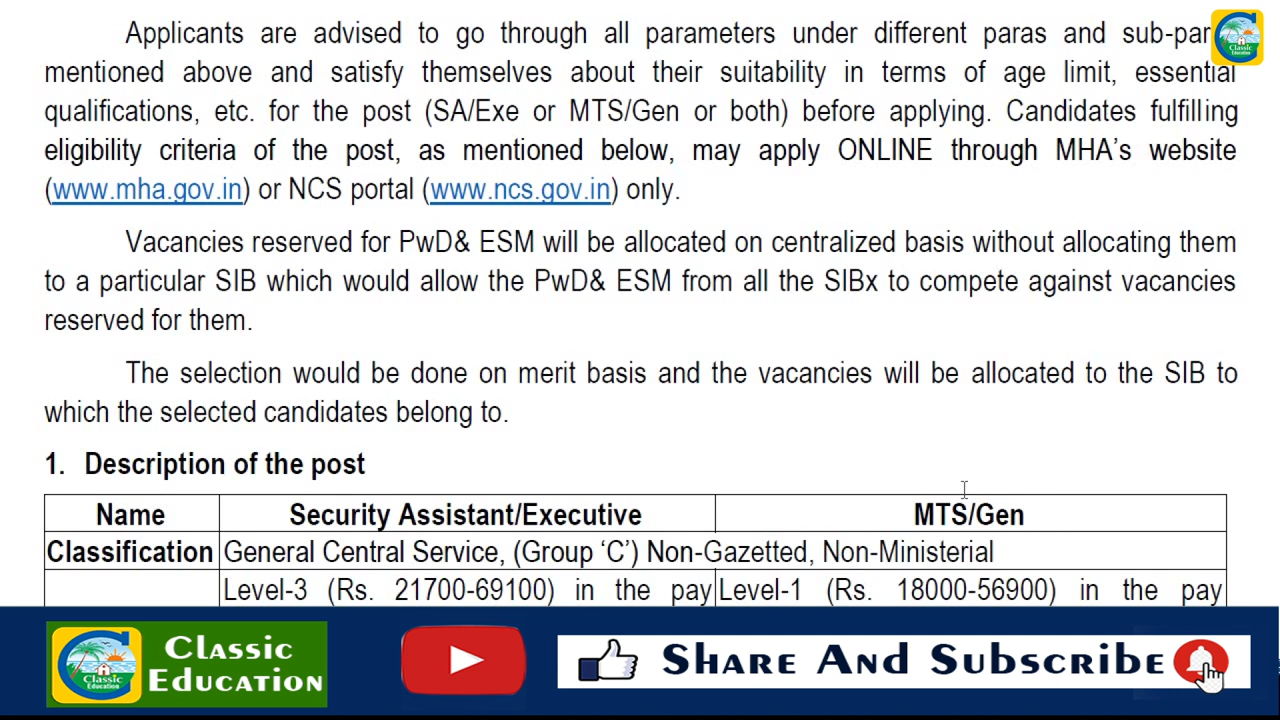 Applicants are advised to go through all parameters under different paras and sub-par
mentioned above and satisfy themselves about their suitability in terms of age limit, essential
qualifications, etc. for the post (SA/Exe or MTS/Gen or both) before applying. Candidates fulfilling
eligibility criteria of the post, as mentioned below, may apply ONLINE through MHA's website
(www.mha.gov.in) or NCS portal (www.ncs.gov.in) only.
Vacancies reserved for PwD& ESM will be allocated on centralized basis without allocating them
to a particular SIB which would allow the PwD& ESM from all the SIBx to compete against vacancies
reserved for them.
The selection would be done on merit basis and the vacancies will be allocated to the SIB to
which the selected candidates belong to.
1. Description of the post
Name Security Assistant/Executive MTS/Gen
Classification General Central Service, (Group ‘C’) Non-Gazetted, Non-Ministerial
Level-3 (Rs. 21700-69100) in the pay Level-1 (Rs. 18000-56900) in the pay
Classic
Education
Classic
Education
Classic
Education
Share And Subscribe